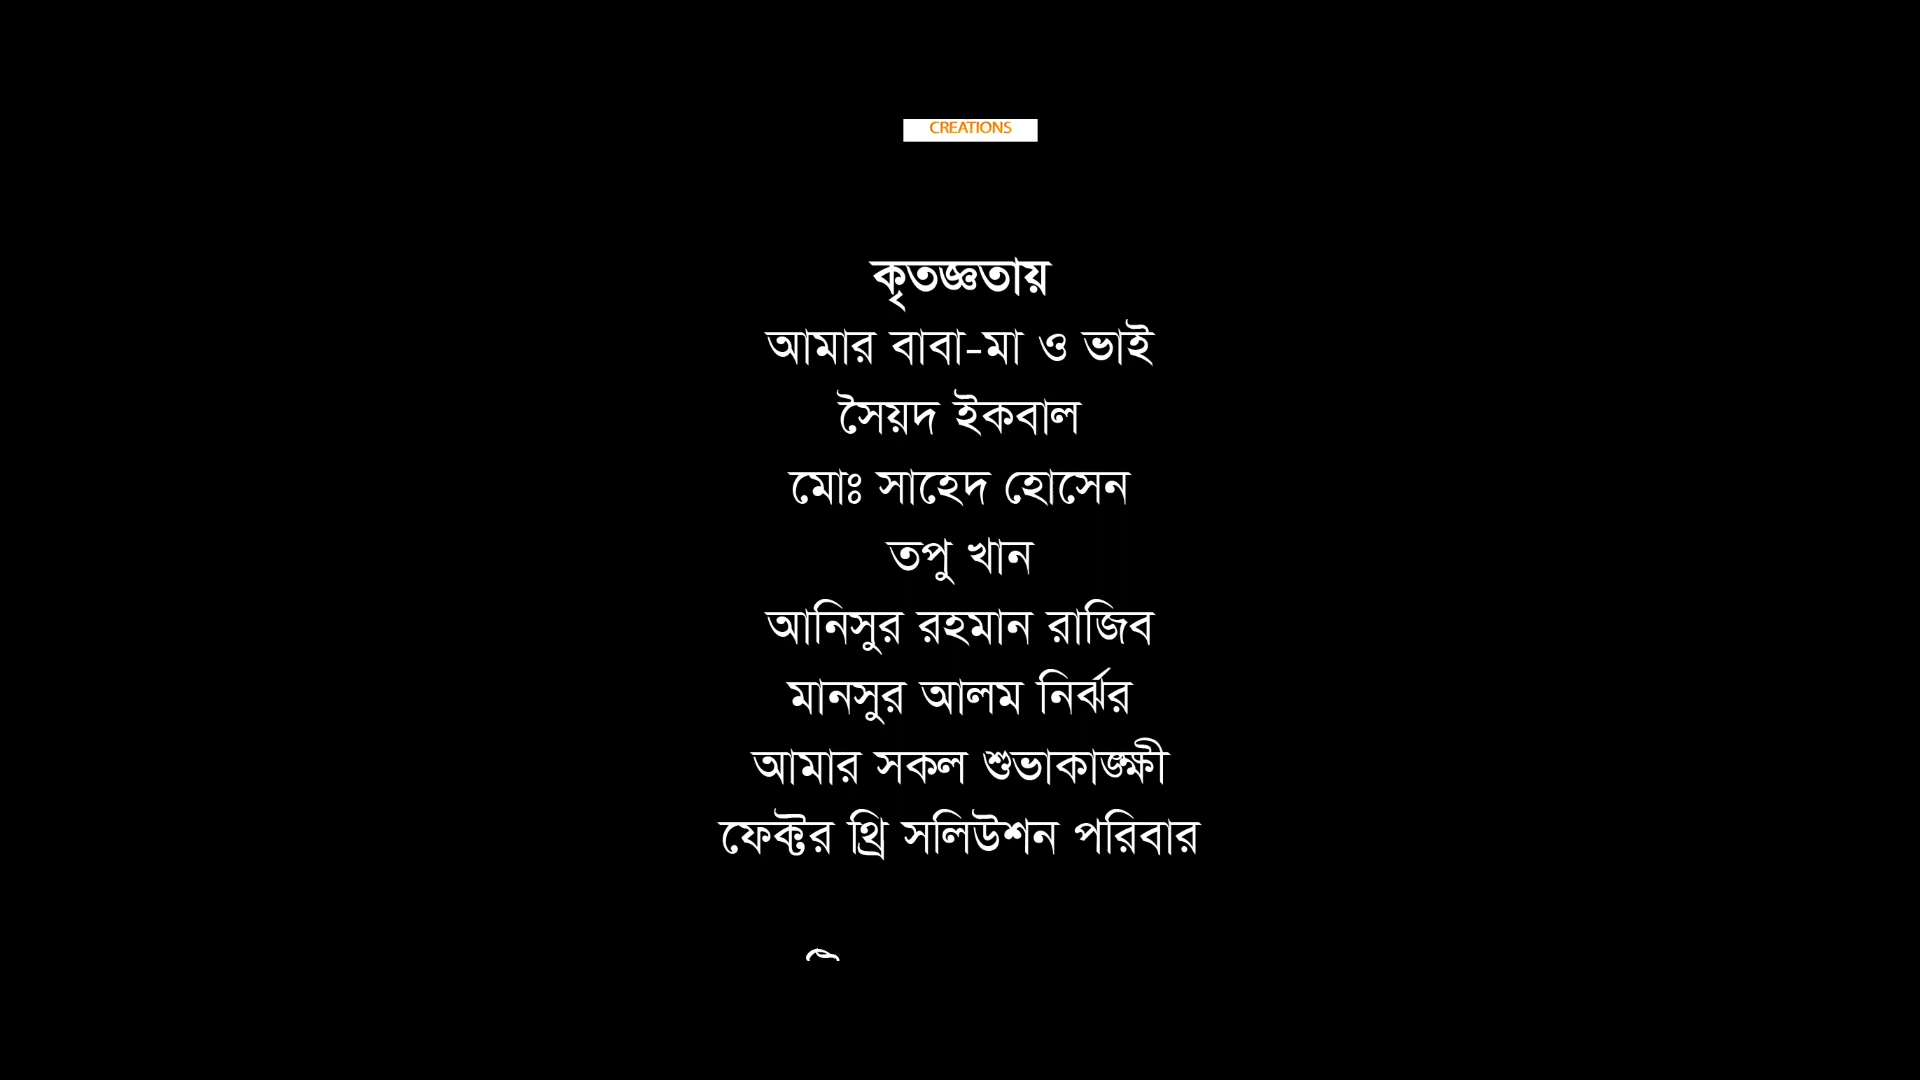 CREATIONS
কৃতজ্ঞতায়
আমার বাবা-মা ও ভাই
সৈয়দ ইকবাল
মোঃ সাহেদ হোসেন
তপু খান
আনিসুর রহমান রাজিব
মানসুর আলম নির্ঝর
আমার সকল শুভাকাঙ্ক্ষী
ফেক্টর থ্রি সলিউশন পরিবার